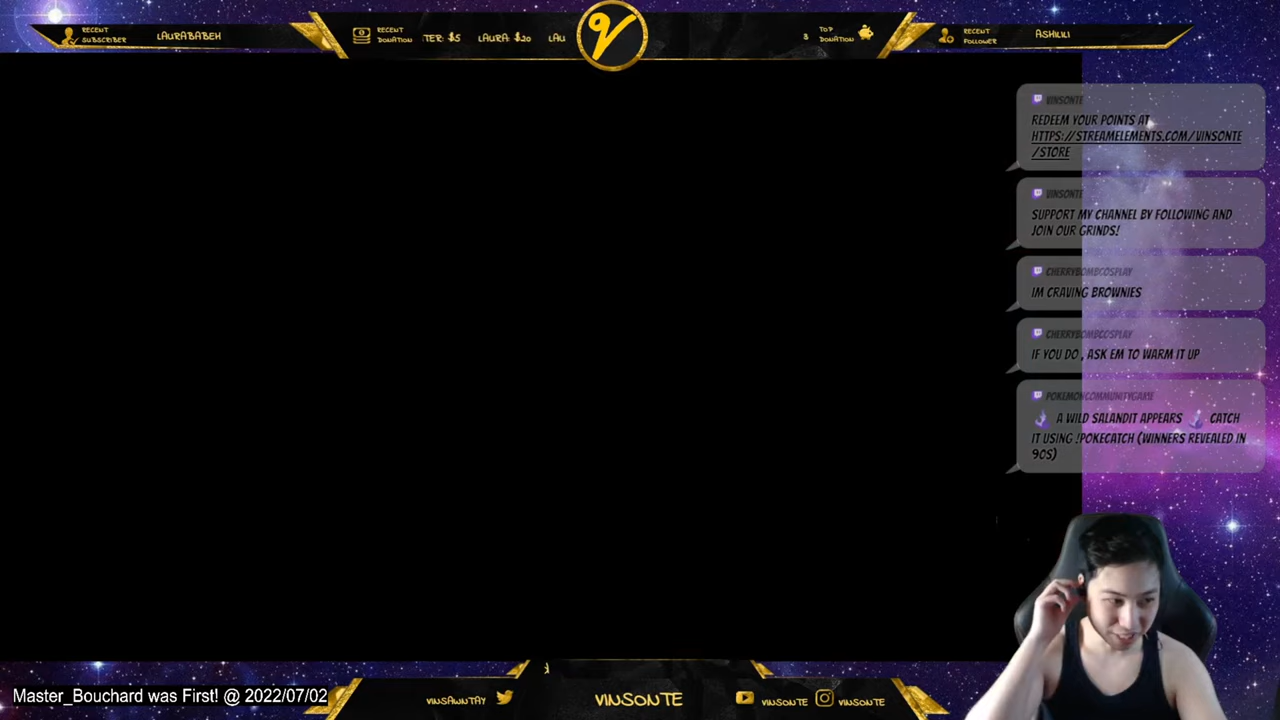 RECENT
SUBSCRIBER
LAURABABEH
RECENT
DONATION
TER: $5 LAURA: $20 LAU
V
$
TOP
DONATION
RECENT
FOLLOWER
VINSONTE
REDEEM YOUR POINTS AT
HTTPS://STREAMELEMENTS.COM/VINSONTE
/STORE
VINSONTE
SUPPORT MY CHANNEL BY FOLLOWING AND
JOIN OUR GRINDS!
CHERRYBOMBCOSPLAY
IM CRAVING BROWNIES
CHERRYBOMBCOSPLAY
IF YOU DO , ASK EM TO WARM IT UP
POKEMONCOMMUNITYGAME
A WILD SALANDIT APPEARS CATCH
IT USING !POKECATCH (WINNERS REVEALED IN
90S)
Master_Bouchard was First! @ 2022/07/02
VINSAWNTAY
VINSONTE
VINSONTE
VINSONTE